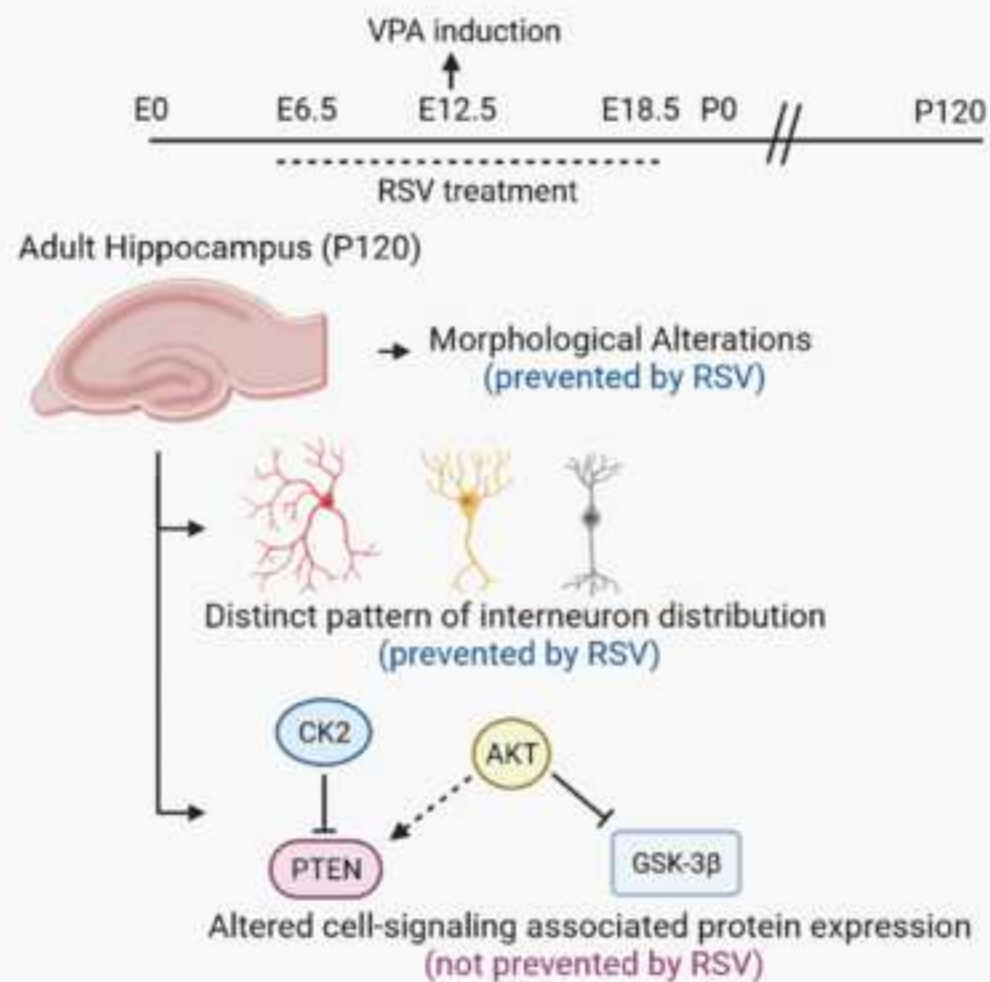 VPA induction
E0 E6.5 E12.5 E18.5 P0 P120
RSV treatment
Adult Hippocampus (P120)
Morphological Alterations
(prevented by RSV)
Distinct pattern of interneuron distribution
(prevented by RSV)
CK2
AKT
PTEN
GSK-3β
Altered cell-signaling associated protein expression
(not prevented by RSV)